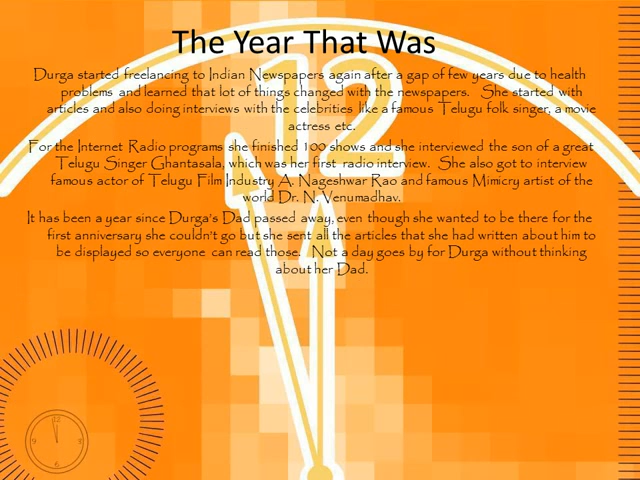 The Year That Was
Durga started freelancing to Indian Newspapers again after a gap of few years due to health
problems and learned that lot of things changed with the newspapers. She started with
articles and also doing interviews with the celebrities like a famous Telugu folk singer, a movie
actress etc.
For the Internet Radio programs she finished 100 shows and she interviewed the son of a great
Telugu Singer Ghantasala, which was her first radio interview. She also got to interview
famous actor of Telugu Film Industry A. Nageshwar Rao and famous Mimicry artist of the
world Dr. N. Venumadhav.
It has been a year since Durga's Dad passed away, even though she wanted to be there for the
first anniversary she couldn't go but she sent all the articles that she had written about him to
be displayed so everyone can read those. Not a day goes by for Durga without thinking
about her Dad.
12
12
3
6
9